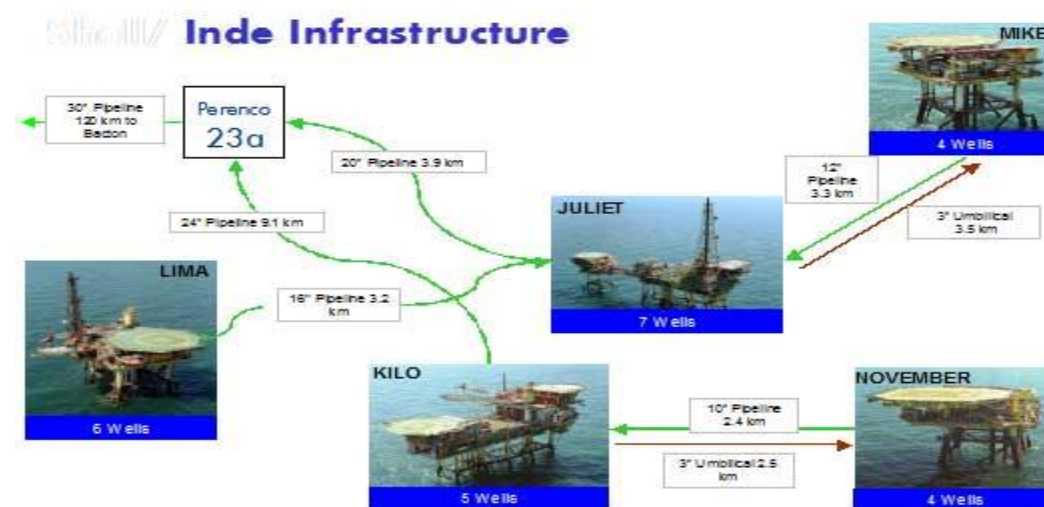 Shell/ Inde Infrastructure
MIKE
4 Wells
30" Pipeline
120 km to
Bacton
Perenco
23a
20" Pipeline 3.9 km
12"
Pipeline
3.3 km
24" Pipeline 9.1 km
JULIET
7 Wells
3" Umbilical
3.5 km
LIMA
6 Wells
16" Pipeline 3.2
km
KILO
5 Wells
10" Pipeline
2.4 km
3" Umbilical 2.5
km
NOVEMBER
4 Wells